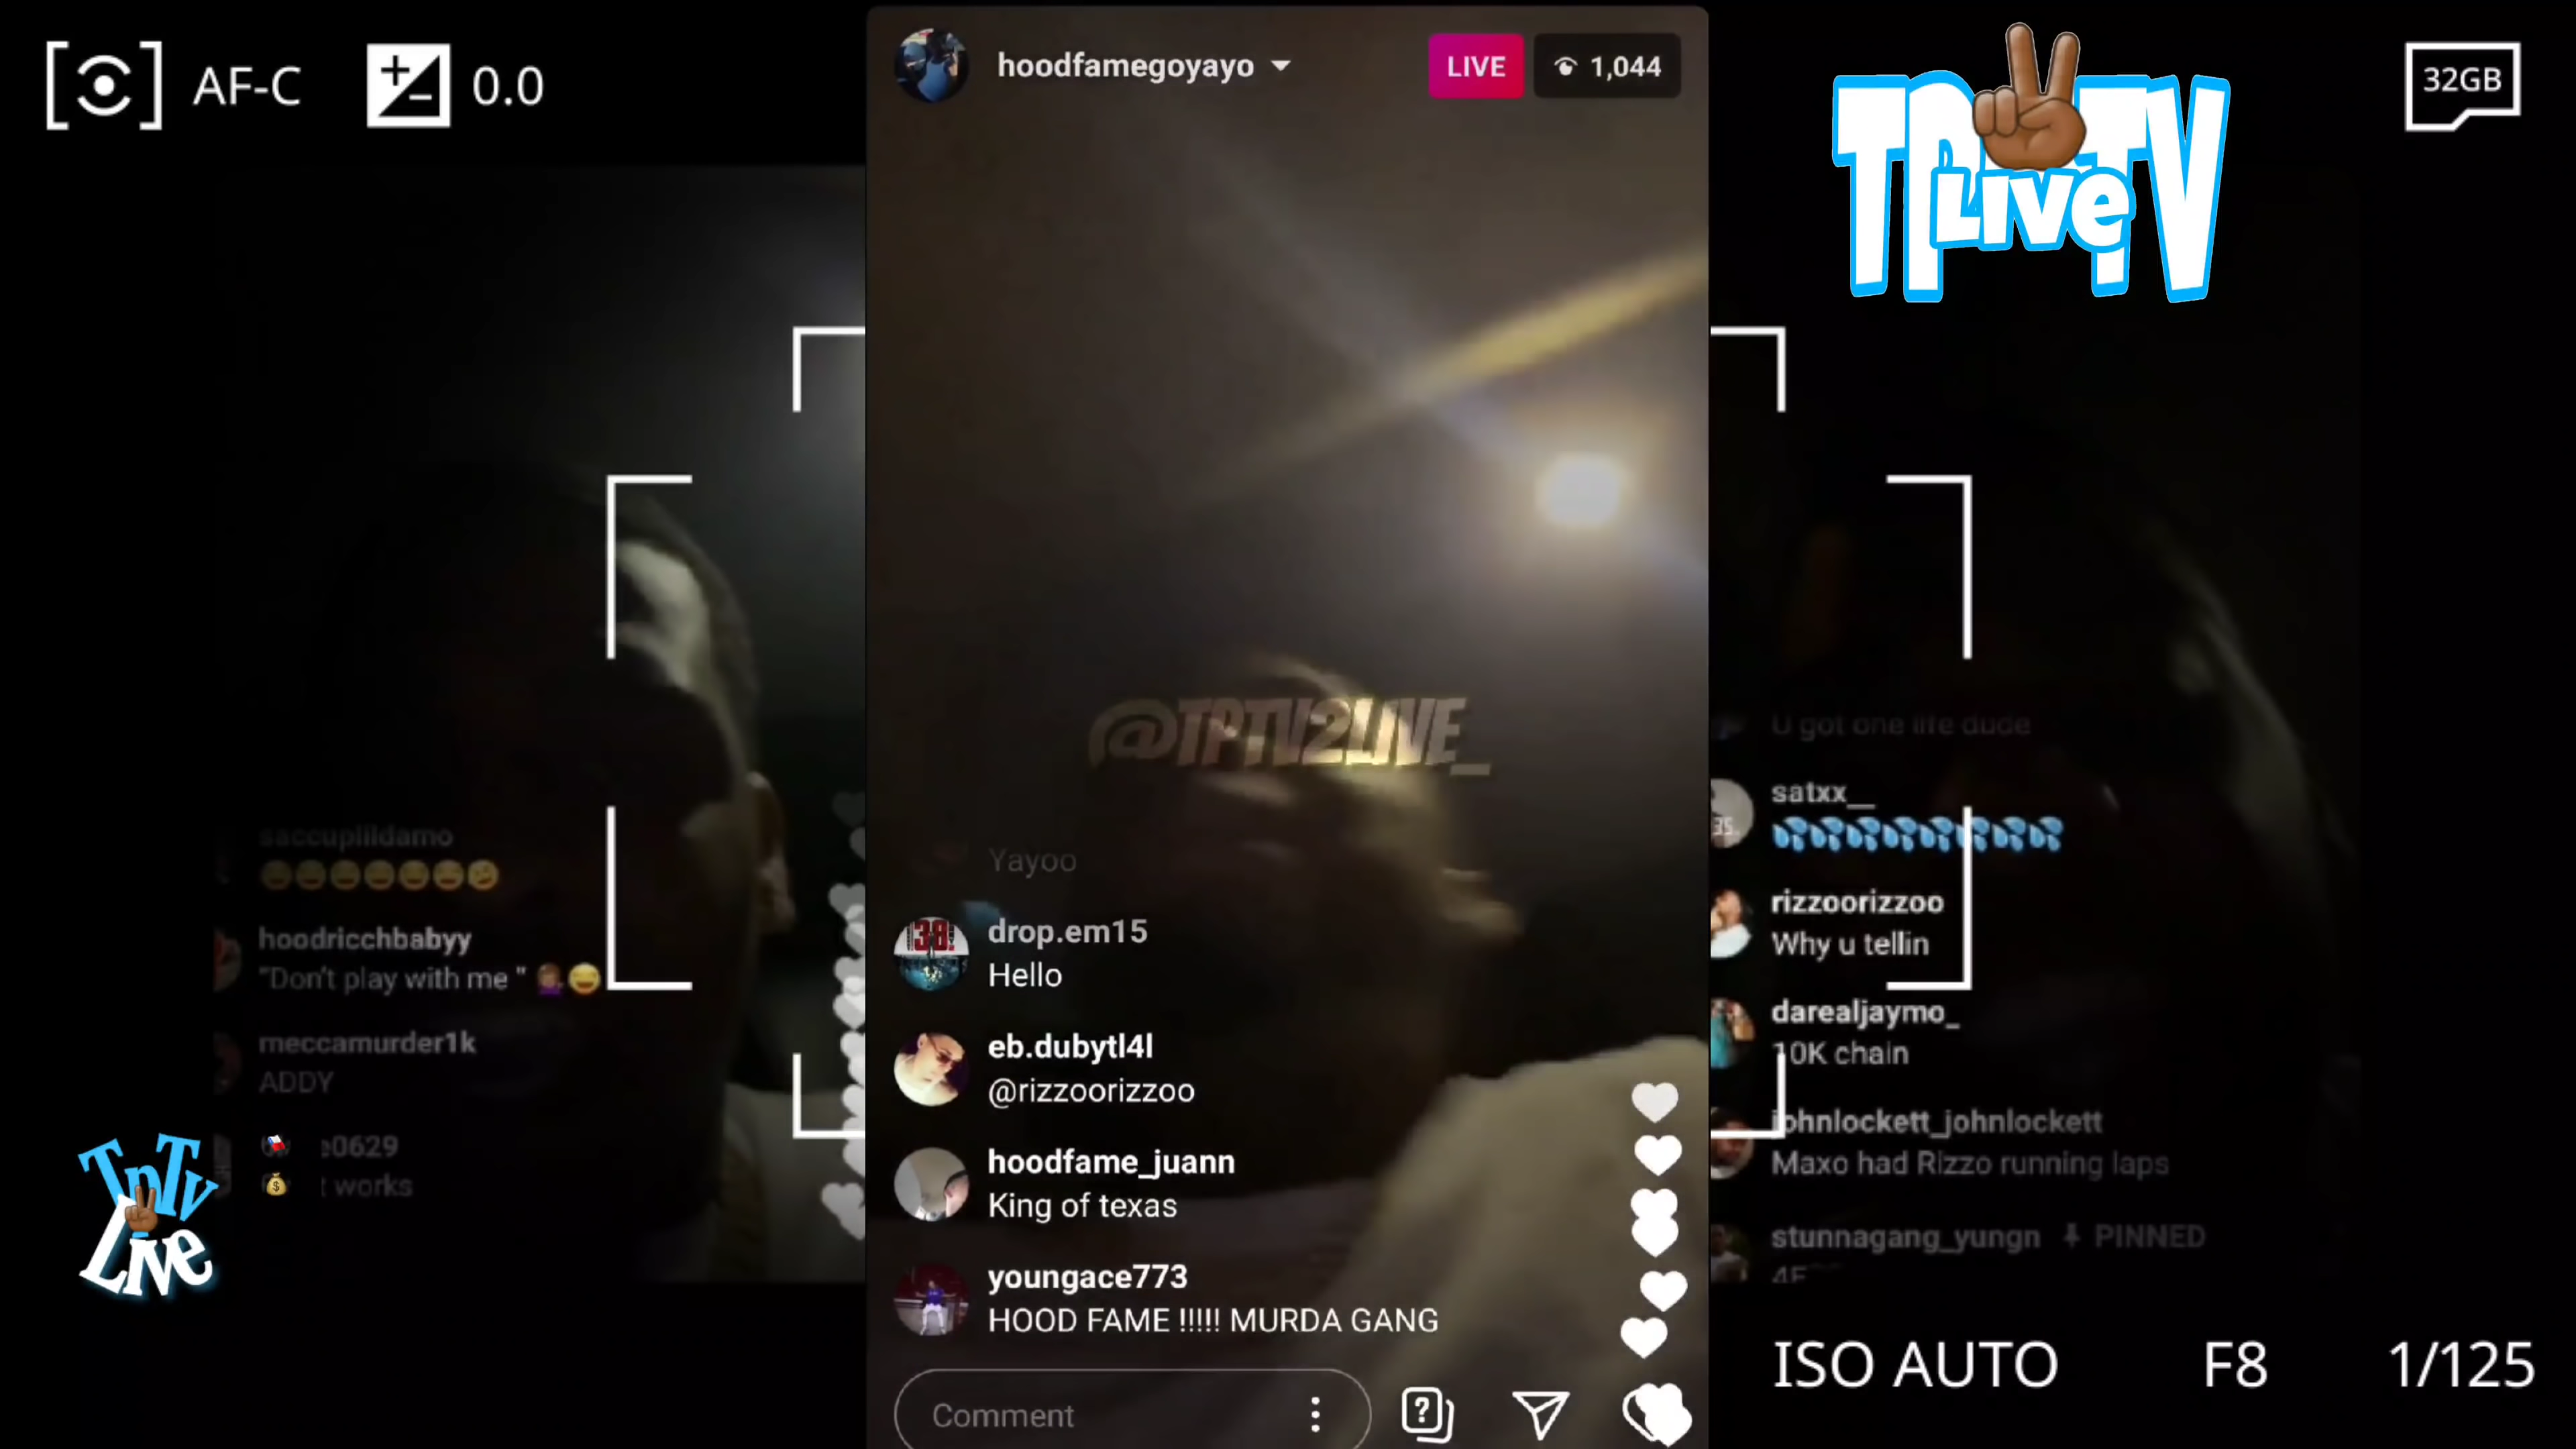 AF-C
0.0
hoodfamegoyayo
LIVE
1,044
TPTV
LIVE
32GB
@TPTV2LIVE_
Yayoo
drop.em15
Hello
eb.dubytl4l
@rizzoorizzoo
hoodfame_juann
King of texas
youngace773
HOOD FAME !!!!! MURDA GANG
Comment
saccuplildamo
hoodricchbabyy
"Don't play with me"
meccamurder1k
ADDY
works
TpTv
Live
U got one life dude
satxx__
rizzoorizzoo
Why u tellin
darealjaymo_
10K chain
johnlockett_johnlockett
Maxo had Rizzo running laps
stunnagang_yungn PINNED
ISO AUTO
F8
1/125